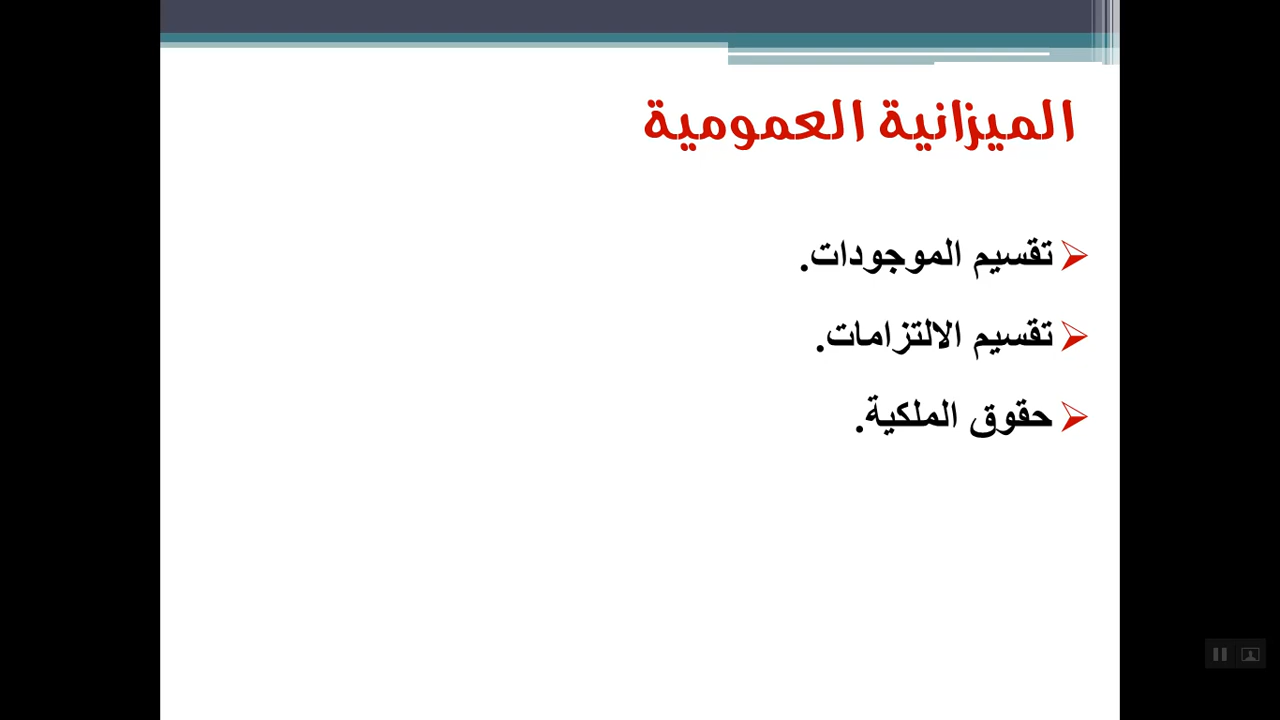 الميزانية العمومية
تقسيم الموجودات.
تقسيم الالتزامات.
حقوق الملكية.